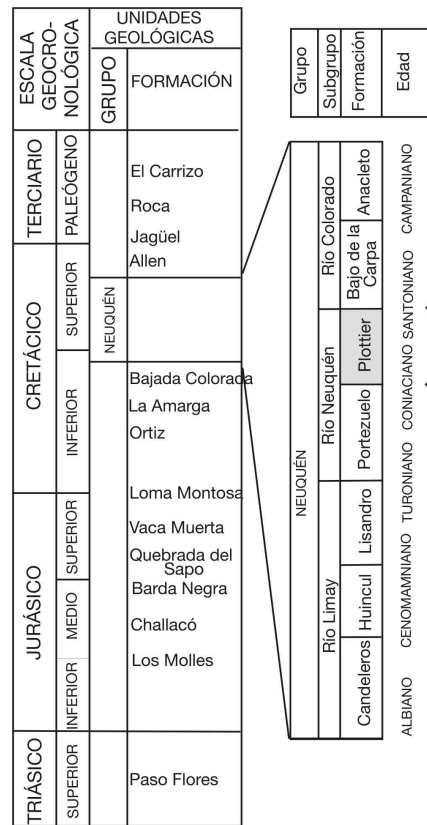 ESCALA
GEOCRO-
NOLÓGICA
UNIDADES
GEOLÓGICAS
GRUPO
FORMACIÓN
TERCIARIO
PALEÓGENO
El Carrizo
Roca
Jagüel
Allen
CRETÁCICO
SUPERIOR
NEUQUÉN
INFERIOR
Bajada Colorada
La Amarga
Ortiz
Loma Montosa
JURÁSICO
SUPERIOR
Vaca Muerta
Quebrada del
Sapo
MEDIO
Barda Negra
Challacó
INFERIOR
Los Molles
TRIÁSICO
SUPERIOR
Paso Flores
Grupo
Subgrupo
Formación
Edad
NEUQUÉN
Río Colorado
Anacleto
Bajo de la
Carpa
Río Neuquén
Plottier
Portezuelo
Río Limay
Lisandro
Huincul
Candeleros
CAMPANIANO
SANTONIANO
CONIACIANO
TURONIANO
CENOMAMNIANO
ALBIANO